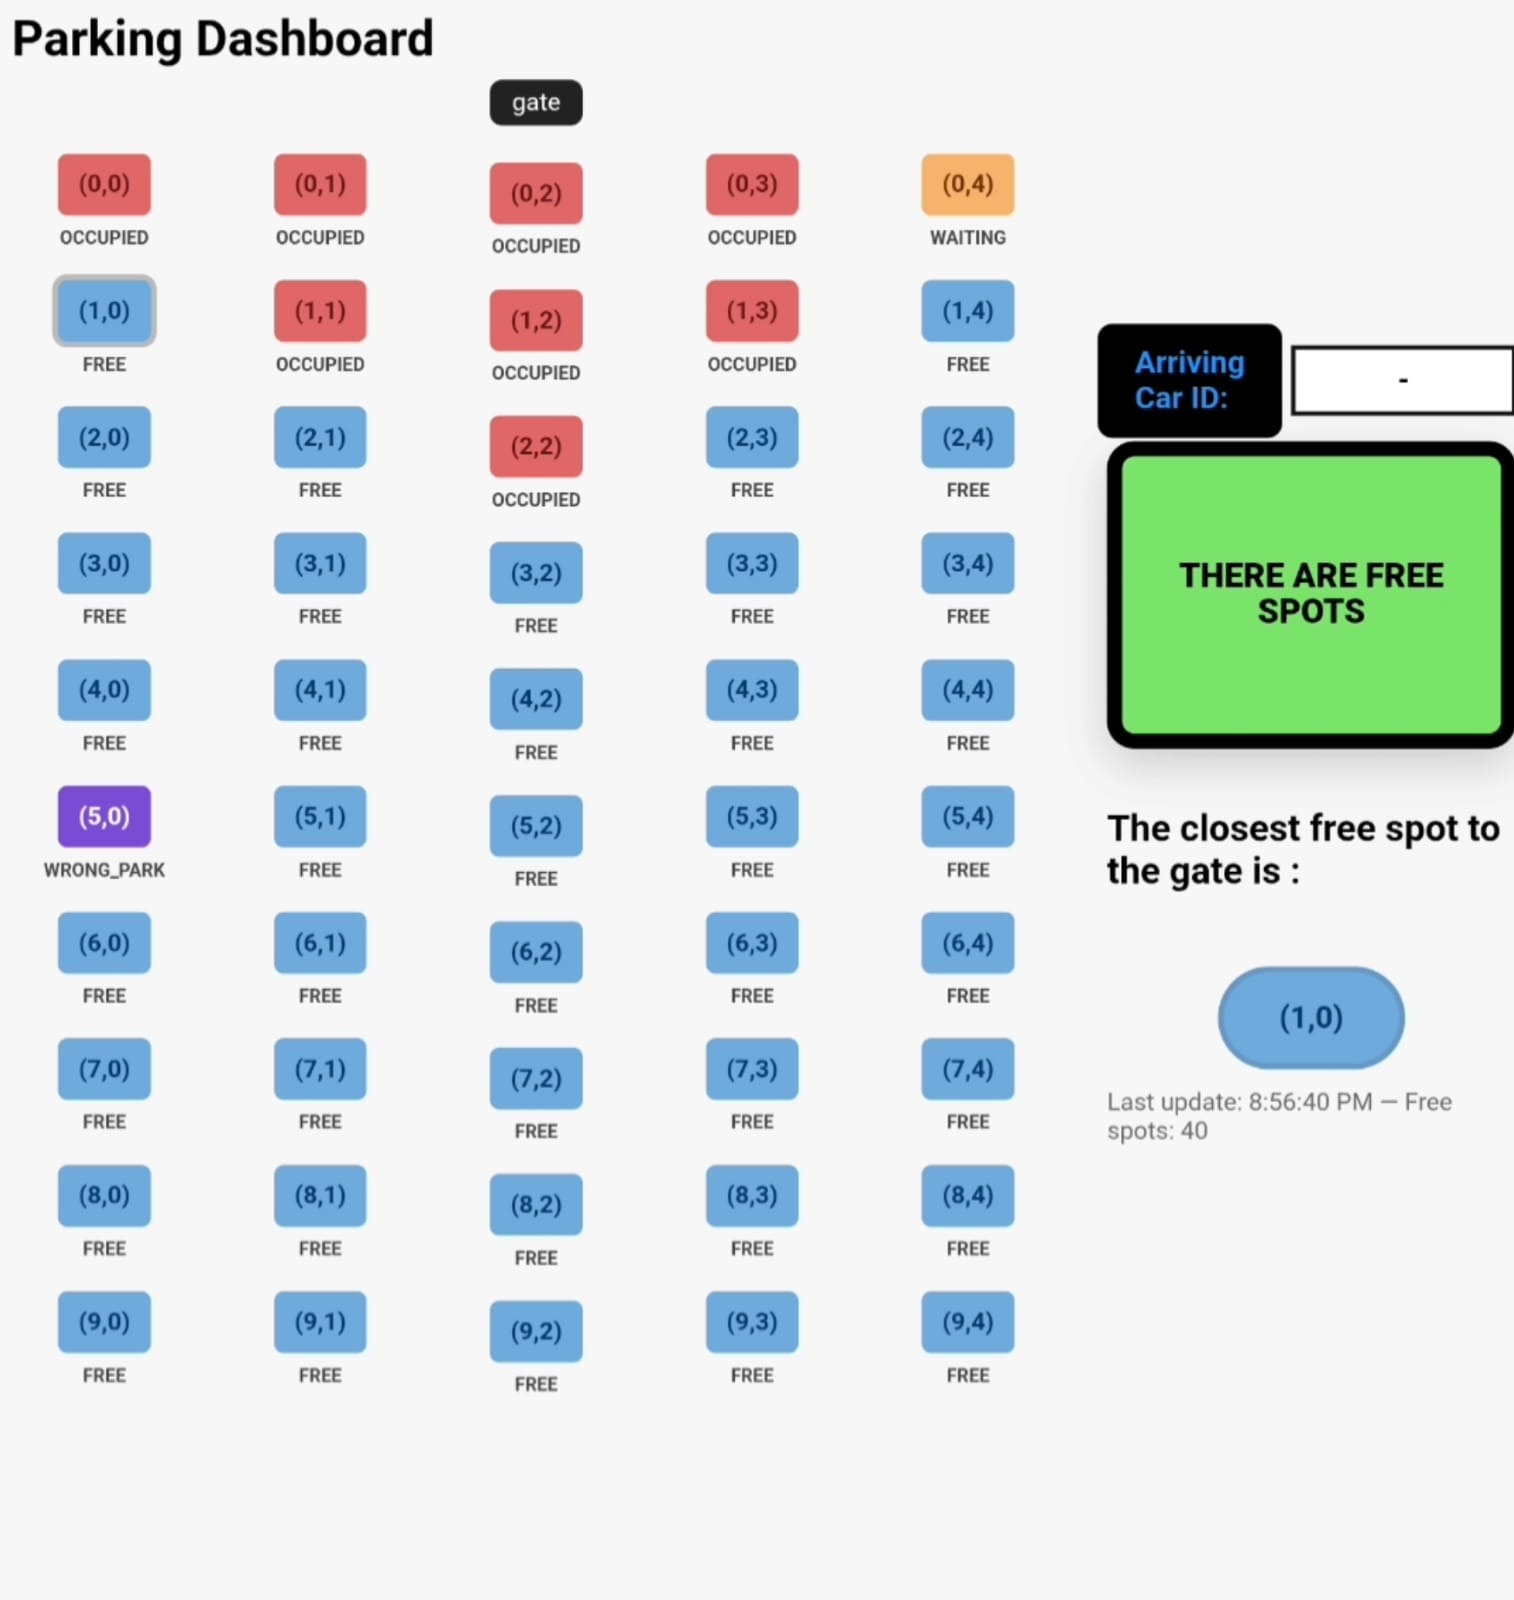 Parking Dashboard
gate
(0,0) (0,1) (0,2) (0,3) (0,4)
OCCUPIED OCCUPIED OCCUPIED OCCUPIED WAITING
(1,0) (1,1) (1,2) (1,3) (1,4)
FREE OCCUPIED OCCUPIED OCCUPIED FREE
(2,0) (2,1) (2,2) (2,3) (2,4)
FREE FREE OCCUPIED FREE FREE
(3,0) (3,1) (3,2) (3,3) (3,4)
FREE FREE FREE FREE FREE
(4,0) (4,1) (4,2) (4,3) (4,4)
FREE FREE FREE FREE FREE
(5,0) (5,1) (5,2) (5,3) (5,4)
WRONG_PARK FREE FREE FREE FREE
(6,0) (6,1) (6,2) (6,3) (6,4)
FREE FREE FREE FREE FREE
(7,0) (7,1) (7,2) (7,3) (7,4)
FREE FREE FREE FREE FREE
(8,0) (8,1) (8,2) (8,3) (8,4)
FREE FREE FREE FREE FREE
(9,0) (9,1) (9,2) (9,3) (9,4)
FREE FREE FREE FREE FREE
Arriving
Car ID:
-
THERE ARE FREE
SPOTS
The closest free spot to
the gate is :
(1,0)
Last update: 8:56:40 PM — Free
spots: 40